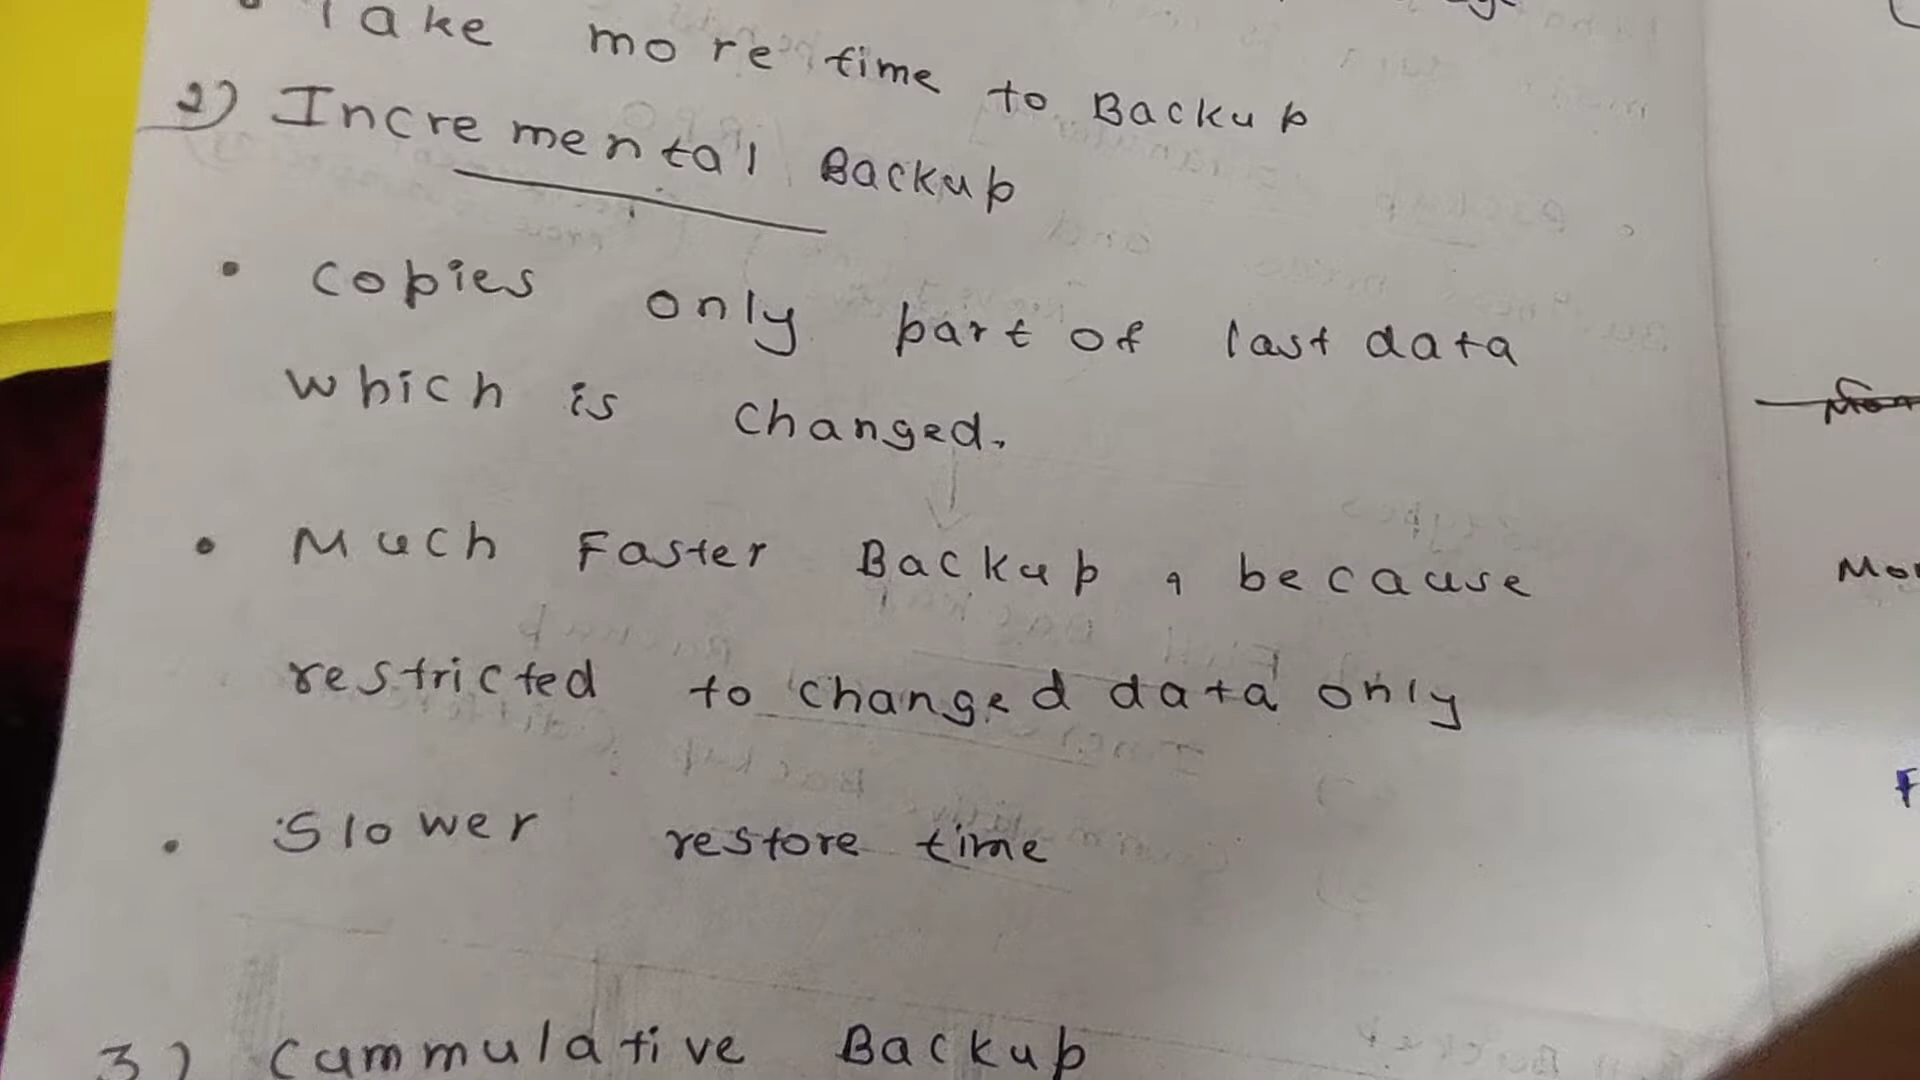 • Take more time to Backup
2) Incremental Backup
• copies only part of last data
which is changed.
• Much Faster Backup, because
restricted to changed data only
• Slower restore time
3) Cummulative Backup